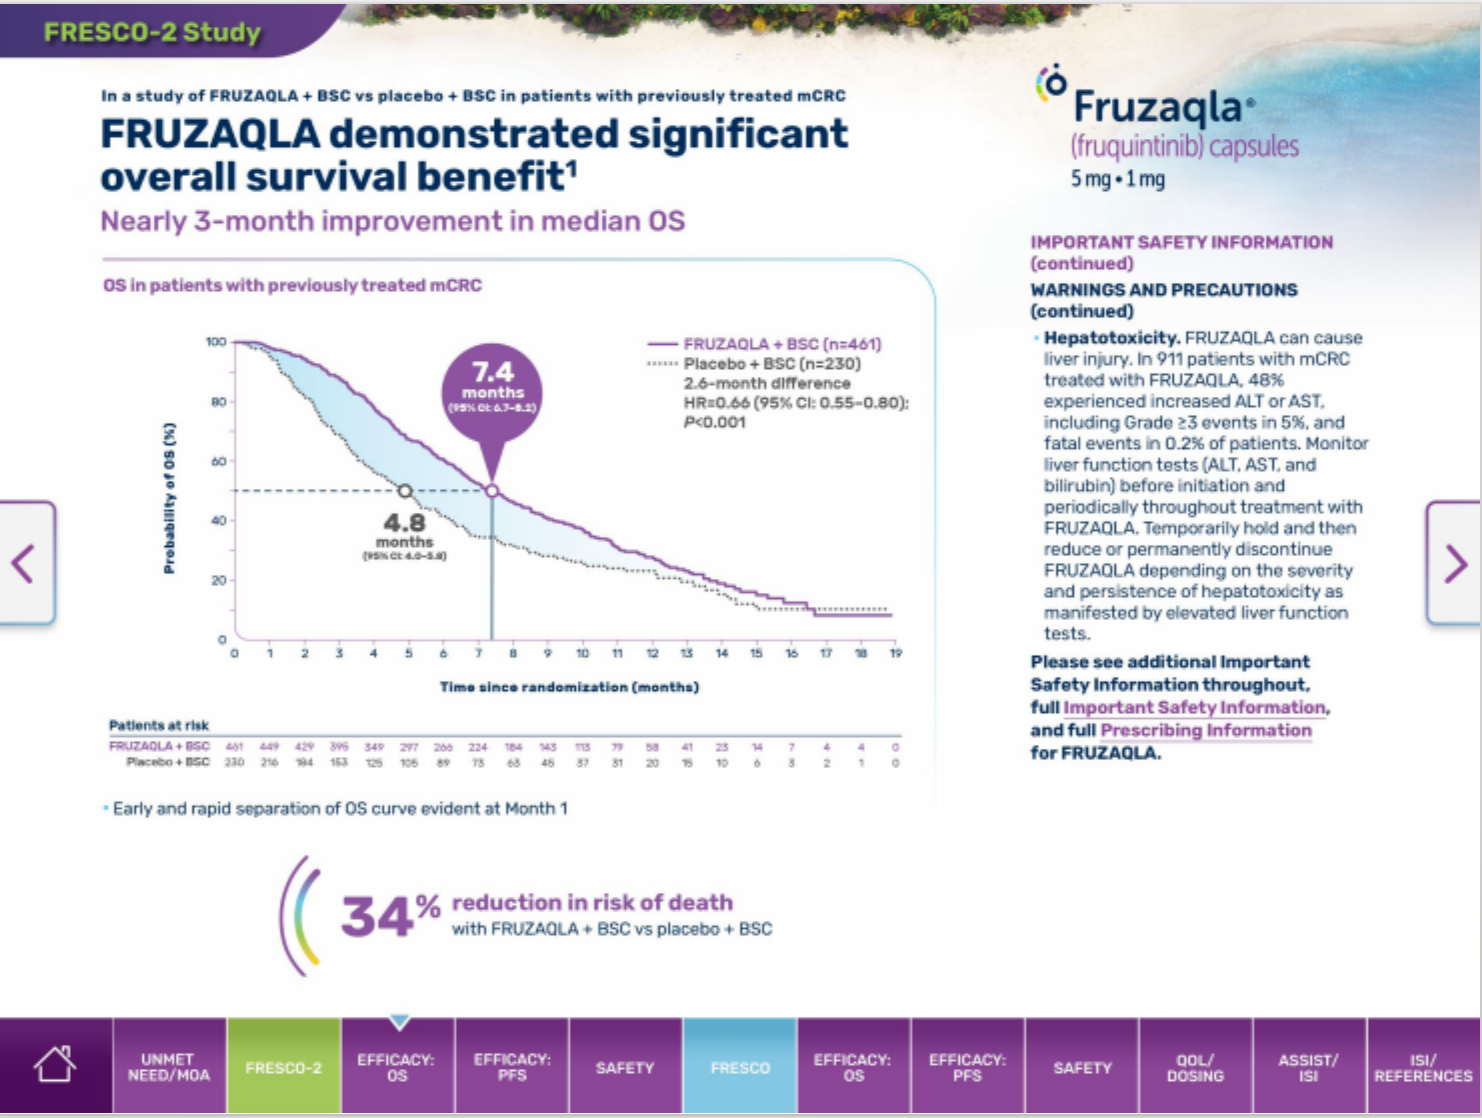 FRESCO-2 Study
In a study of FRUZAQLA + BSC vs placebo + BSC in patients with previously treated mCRC
FRUZAQLA demonstrated significant
overall survival benefit¹
Nearly 3-month improvement in median OS
OS in patients with previously treated mCRC
Probability of OS (%)
100
80
60
40
20
0
7.4
months
(95% CI: 6.7–8.2)
4.8
months
(95% CI: 4.0–5.8)
FRUZAQLA + BSC (n=461)
Placebo + BSC (n=230)
2.6-month difference
HR=0.66 (95% CI: 0.55–0.80);
P<0.001
0 1 2 3 4 5 6 7 8 9 10 11 12 13 14 15 16 17 18 19
Time since randomization (months)
Patients at risk
FRUZAQLA + BSC 461 449 429 395 349 297 266 224 184 143 113 79 58 41 23 14 7 4 4 0
Placebo + BSC 230 216 184 153 125 105 89 73 63 45 37 31 20 15 10 6 3 2 1 0
• Early and rapid separation of OS curve evident at Month 1
34% reduction in risk of death
with FRUZAQLA + BSC vs placebo + BSC
Fruzaqla®
(fruquintinib) capsules
5 mg • 1 mg
IMPORTANT SAFETY INFORMATION
(continued)
WARNINGS AND PRECAUTIONS
(continued)
• Hepatotoxicity. FRUZAQLA can cause
liver injury. In 911 patients with mCRC
treated with FRUZAQLA, 48%
experienced increased ALT or AST,
including Grade ≥3 events in 5%, and
fatal events in 0.2% of patients. Monitor
liver function tests (ALT, AST, and
bilirubin) before initiation and
periodically throughout treatment with
FRUZAQLA. Temporarily hold and then
reduce or permanently discontinue
FRUZAQLA depending on the severity
and persistence of hepatotoxicity as
manifested by elevated liver function
tests.
Please see additional Important
Safety Information throughout,
full Important Safety Information,
and full Prescribing Information
for FRUZAQLA.
UNMET
NEED/MOA
FRESCO-2
EFFICACY:
OS
EFFICACY:
PFS
SAFETY
FRESCO
EFFICACY:
OS
EFFICACY:
PFS
SAFETY
QOL/
DOSING
ASSIST/
ISI
ISI/
REFERENCES